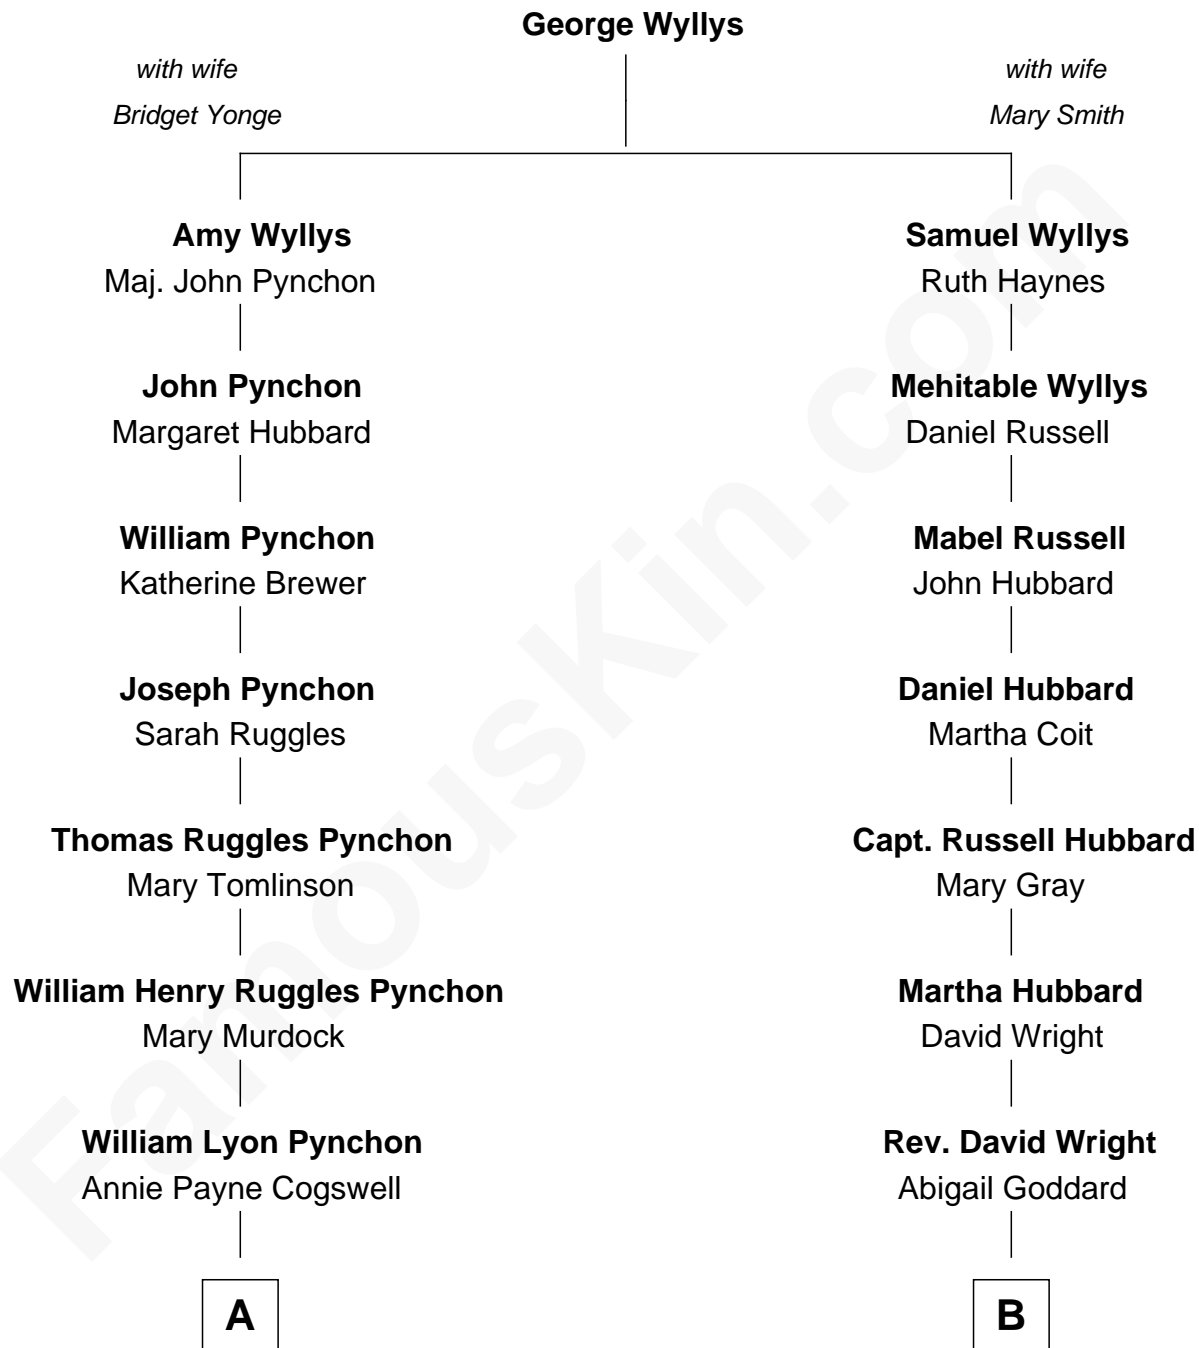 George Wyllys
with wife
Bridget Yonge
with wife
Mary Smith
Amy Wyllys
Maj. John Pynchon
Samuel Wyllys
Ruth Haynes
John Pynchon
Margaret Hubbard
Mehitable Wyllys
Daniel Russell
William Pynchon
Katherine Brewer
Mabel Russell
John Hubbard
Joseph Pynchon
Sarah Ruggles
Daniel Hubbard
Martha Coit
Thomas Ruggles Pynchon
Mary Tomlinson
Capt. Russell Hubbard
Mary Gray
William Henry Ruggles Pynchon
Mary Murdock
Martha Hubbard
David Wright
William Lyon Pynchon
Annie Payne Cogswell
Rev. David Wright
Abigail Goddard
A
B
FamousKin.com